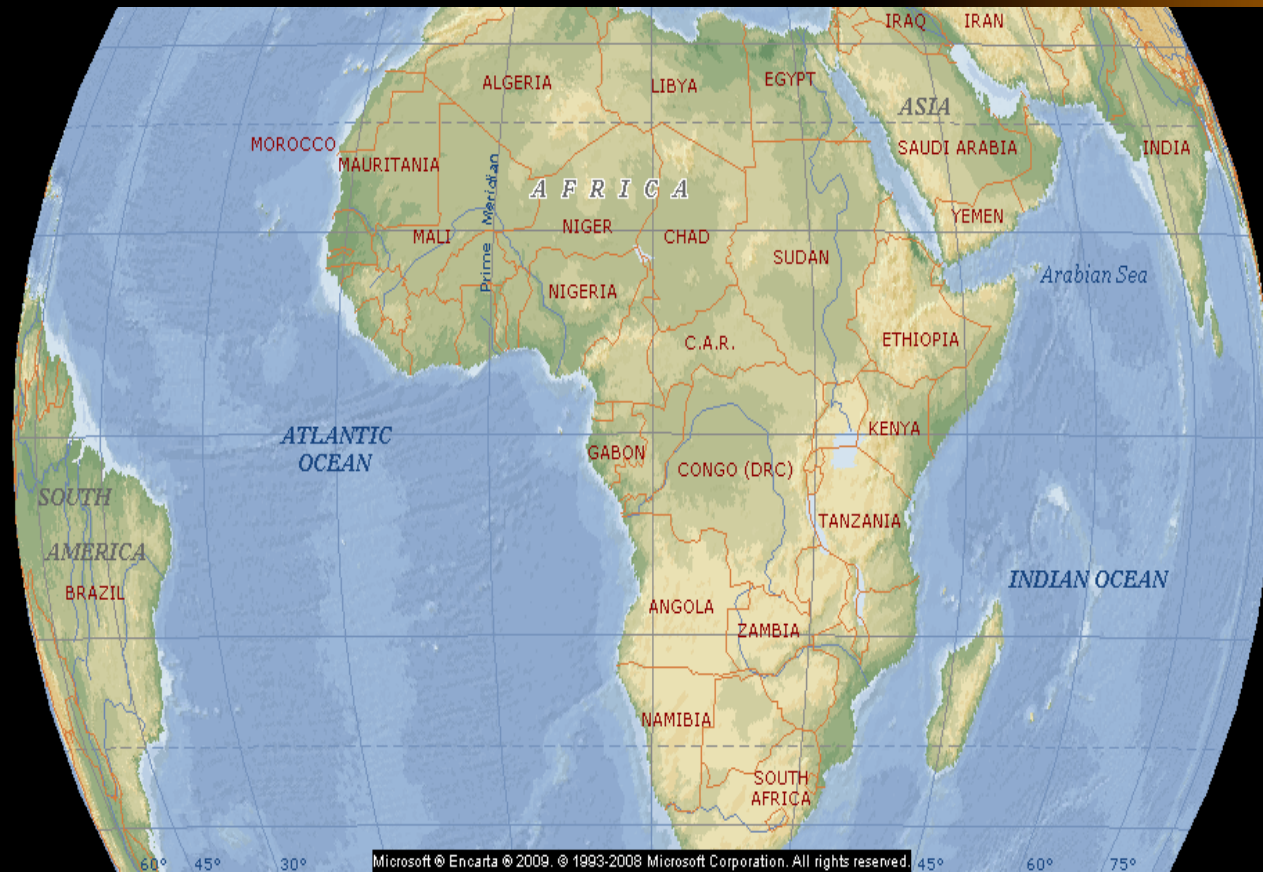 IRAQ
IRAN
ALGERIA
LIBYA
EGYPT
ASIA
MOROCCO
MAURITANIA
SAUDI ARABIA
INDIA
AFRICA
Prime Meridian
YEMEN
MALI
NIGER
CHAD
SUDAN
Arabian Sea
NIGERIA
C.A.R.
ETHIOPIA
ATLANTIC
OCEAN
KENYA
GABON
CONGO (DRC)
SOUTH
AMERICA
TANZANIA
BRAZIL
INDIAN OCEAN
ANGOLA
ZAMBIA
NAMIBIA
SOUTH
AFRICA
60° 45° 30° 45° 60° 75°
Microsoft ® Encarta ® 2009. © 1993-2008 Microsoft Corporation. All rights reserved.